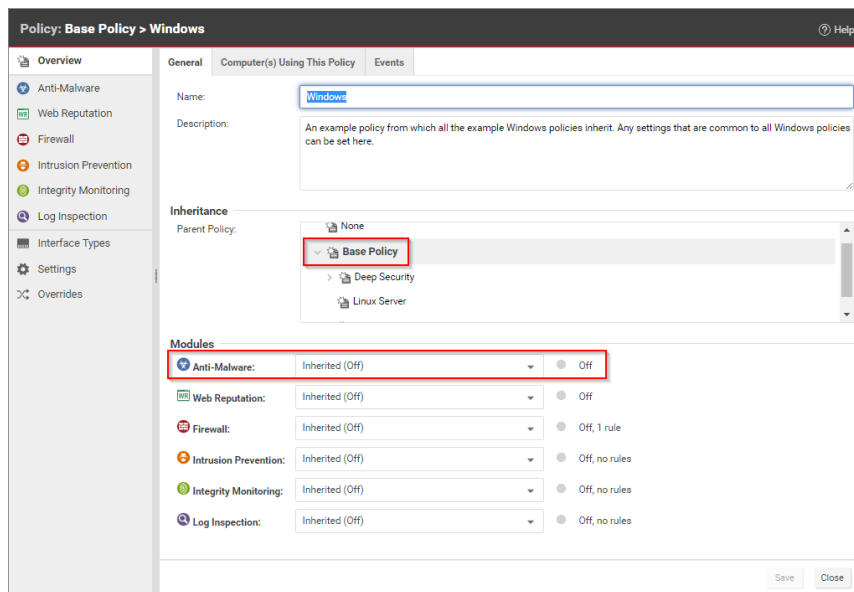 Policy: Base Policy > Windows
Help
Overview
Anti-Malware
Web Reputation
Firewall
Intrusion Prevention
Integrity Monitoring
Log Inspection
Interface Types
Settings
Overrides
General Computer(s) Using This Policy Events
Name: Windows
Description: An example policy from which all the example Windows policies inherit. Any settings that are common to all Windows policies
can be set here.
Inheritance
Parent Policy:
None
Base Policy
Deep Security
Linux Server
Modules
Anti-Malware: Inherited (Off) Off
WR Web Reputation: Inherited (Off) Off
Firewall: Inherited (Off) Off, 1 rule
Intrusion Prevention: Inherited (Off) Off, no rules
Integrity Monitoring: Inherited (Off) Off, no rules
Log Inspection: Inherited (Off) Off, no rules
Save Close